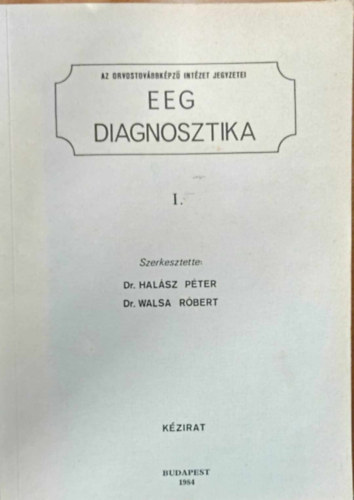 AZ ORVOSTOVÁBBKÉPZŐ INTÉZET JEGYZETEI
EEG
DIAGNOSZTIKA
I.
Szerkesztette:
Dr. HALÁSZ PÉTER
Dr. WALSA RÓBERT
KÉZIRAT
BUDAPEST
1984